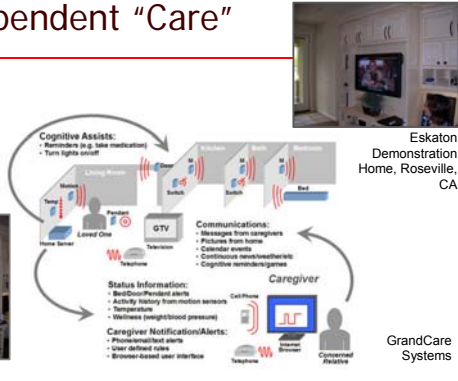 pendent “Care”
Eskaton
Demonstration
Home, Roseville,
CA
Cognitive Assists:
• Reminders (e.g. take medication)
• Turn lights on/off
Living Room
Door
Kitchen
Bath
Bedroom
M
M
M
Motion
Switch
Switch
Bed
Temp
Pendant
Home Server
Loved One
GTV
Television
Telephone
Communications:
• Messages from caregivers
• Pictures from home
• Calendar events
• Continuous news/weather/etc
• Cognitive reminders/games
Status Information:
• Bed/Door/Pendant alerts
• Activity history from motion sensors
• Temperature
• Wellness (weight/blood pressure)
Caregiver
Cell Phone
Caregiver Notification/Alerts:
• Phone/email/text alerts
• User defined rules
• Browser-based user interface
Telephone
Internet
Browser
Concerned
Relative
GrandCare
Systems